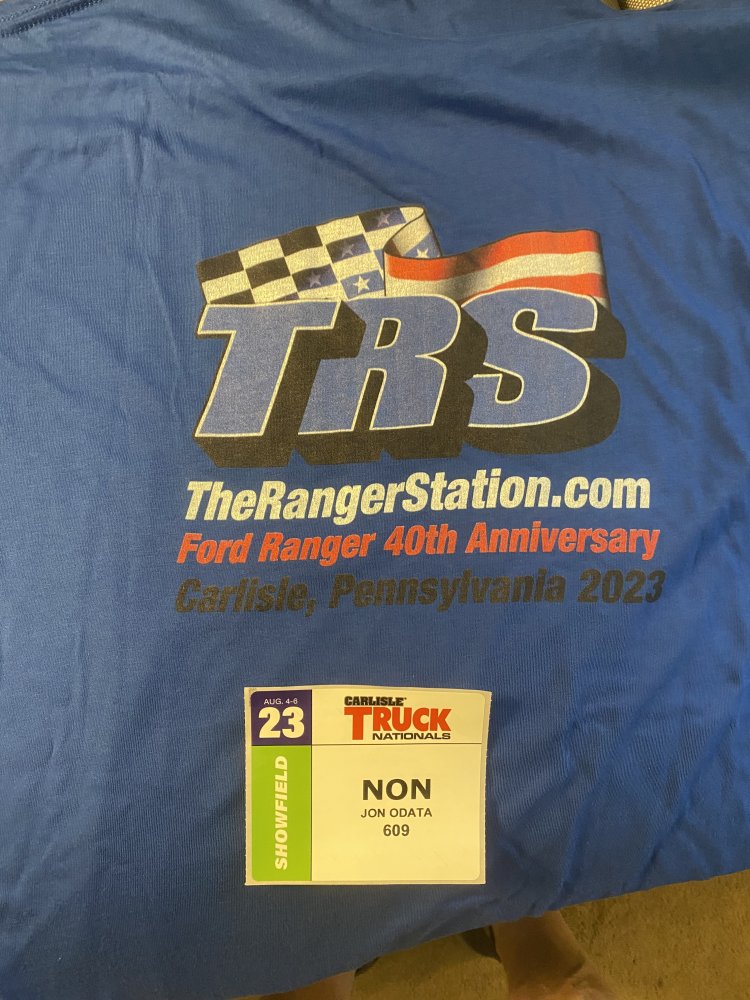 TRS
TheRangerStation.com
Ford Ranger 40th Anniversary
Carlisle, Pennsylvania 2023
AUG. 4-6
23
CARLISLE
TRUCK
NATIONALS
SHOWFIELD
NON
JON ODATA
609